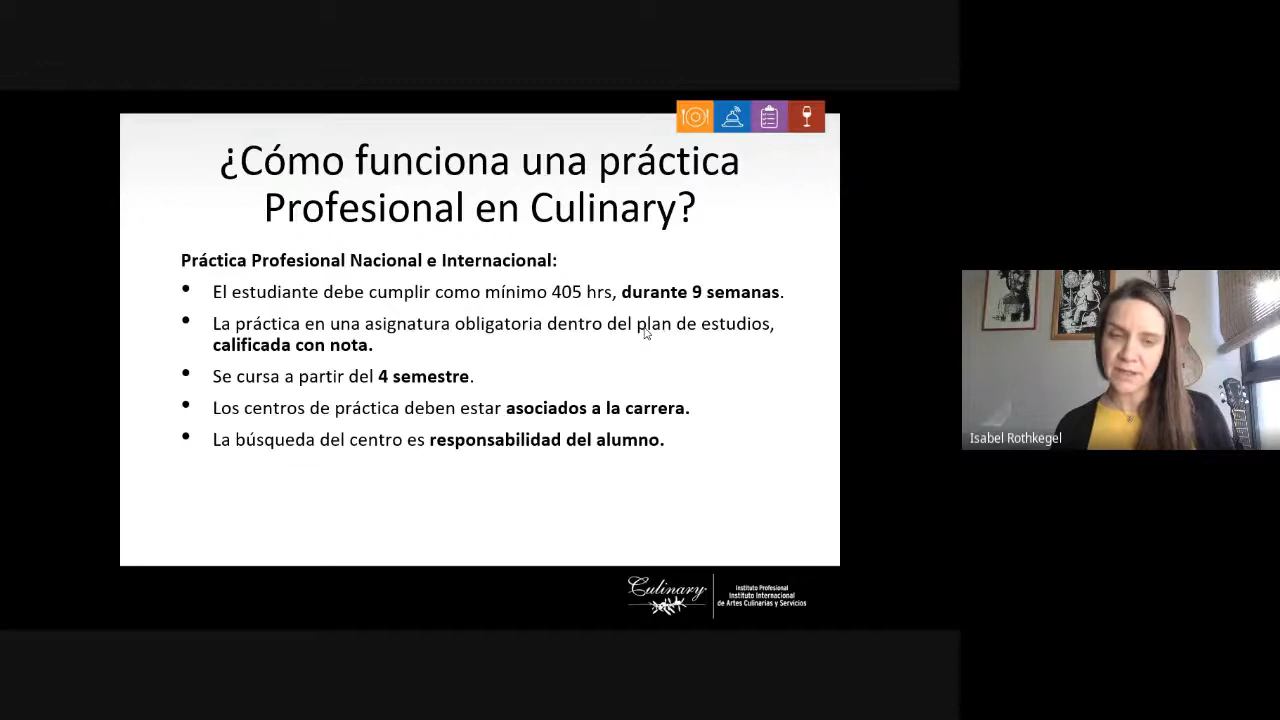 ¿Cómo funciona una práctica
Profesional en Culinary?
Práctica Profesional Nacional e Internacional:
• El estudiante debe cumplir como mínimo 405 hrs, durante 9 semanas.
• La práctica en una asignatura obligatoria dentro del plan de estudios,
calificada con nota.
• Se cursa a partir del 4 semestre.
• Los centros de práctica deben estar asociados a la carrera.
• La búsqueda del centro es responsabilidad del alumno.
Isabel Rothkegel
Culinary
Instituto Profesional
Instituto Internacional
de Artes Culinarias y Servicios